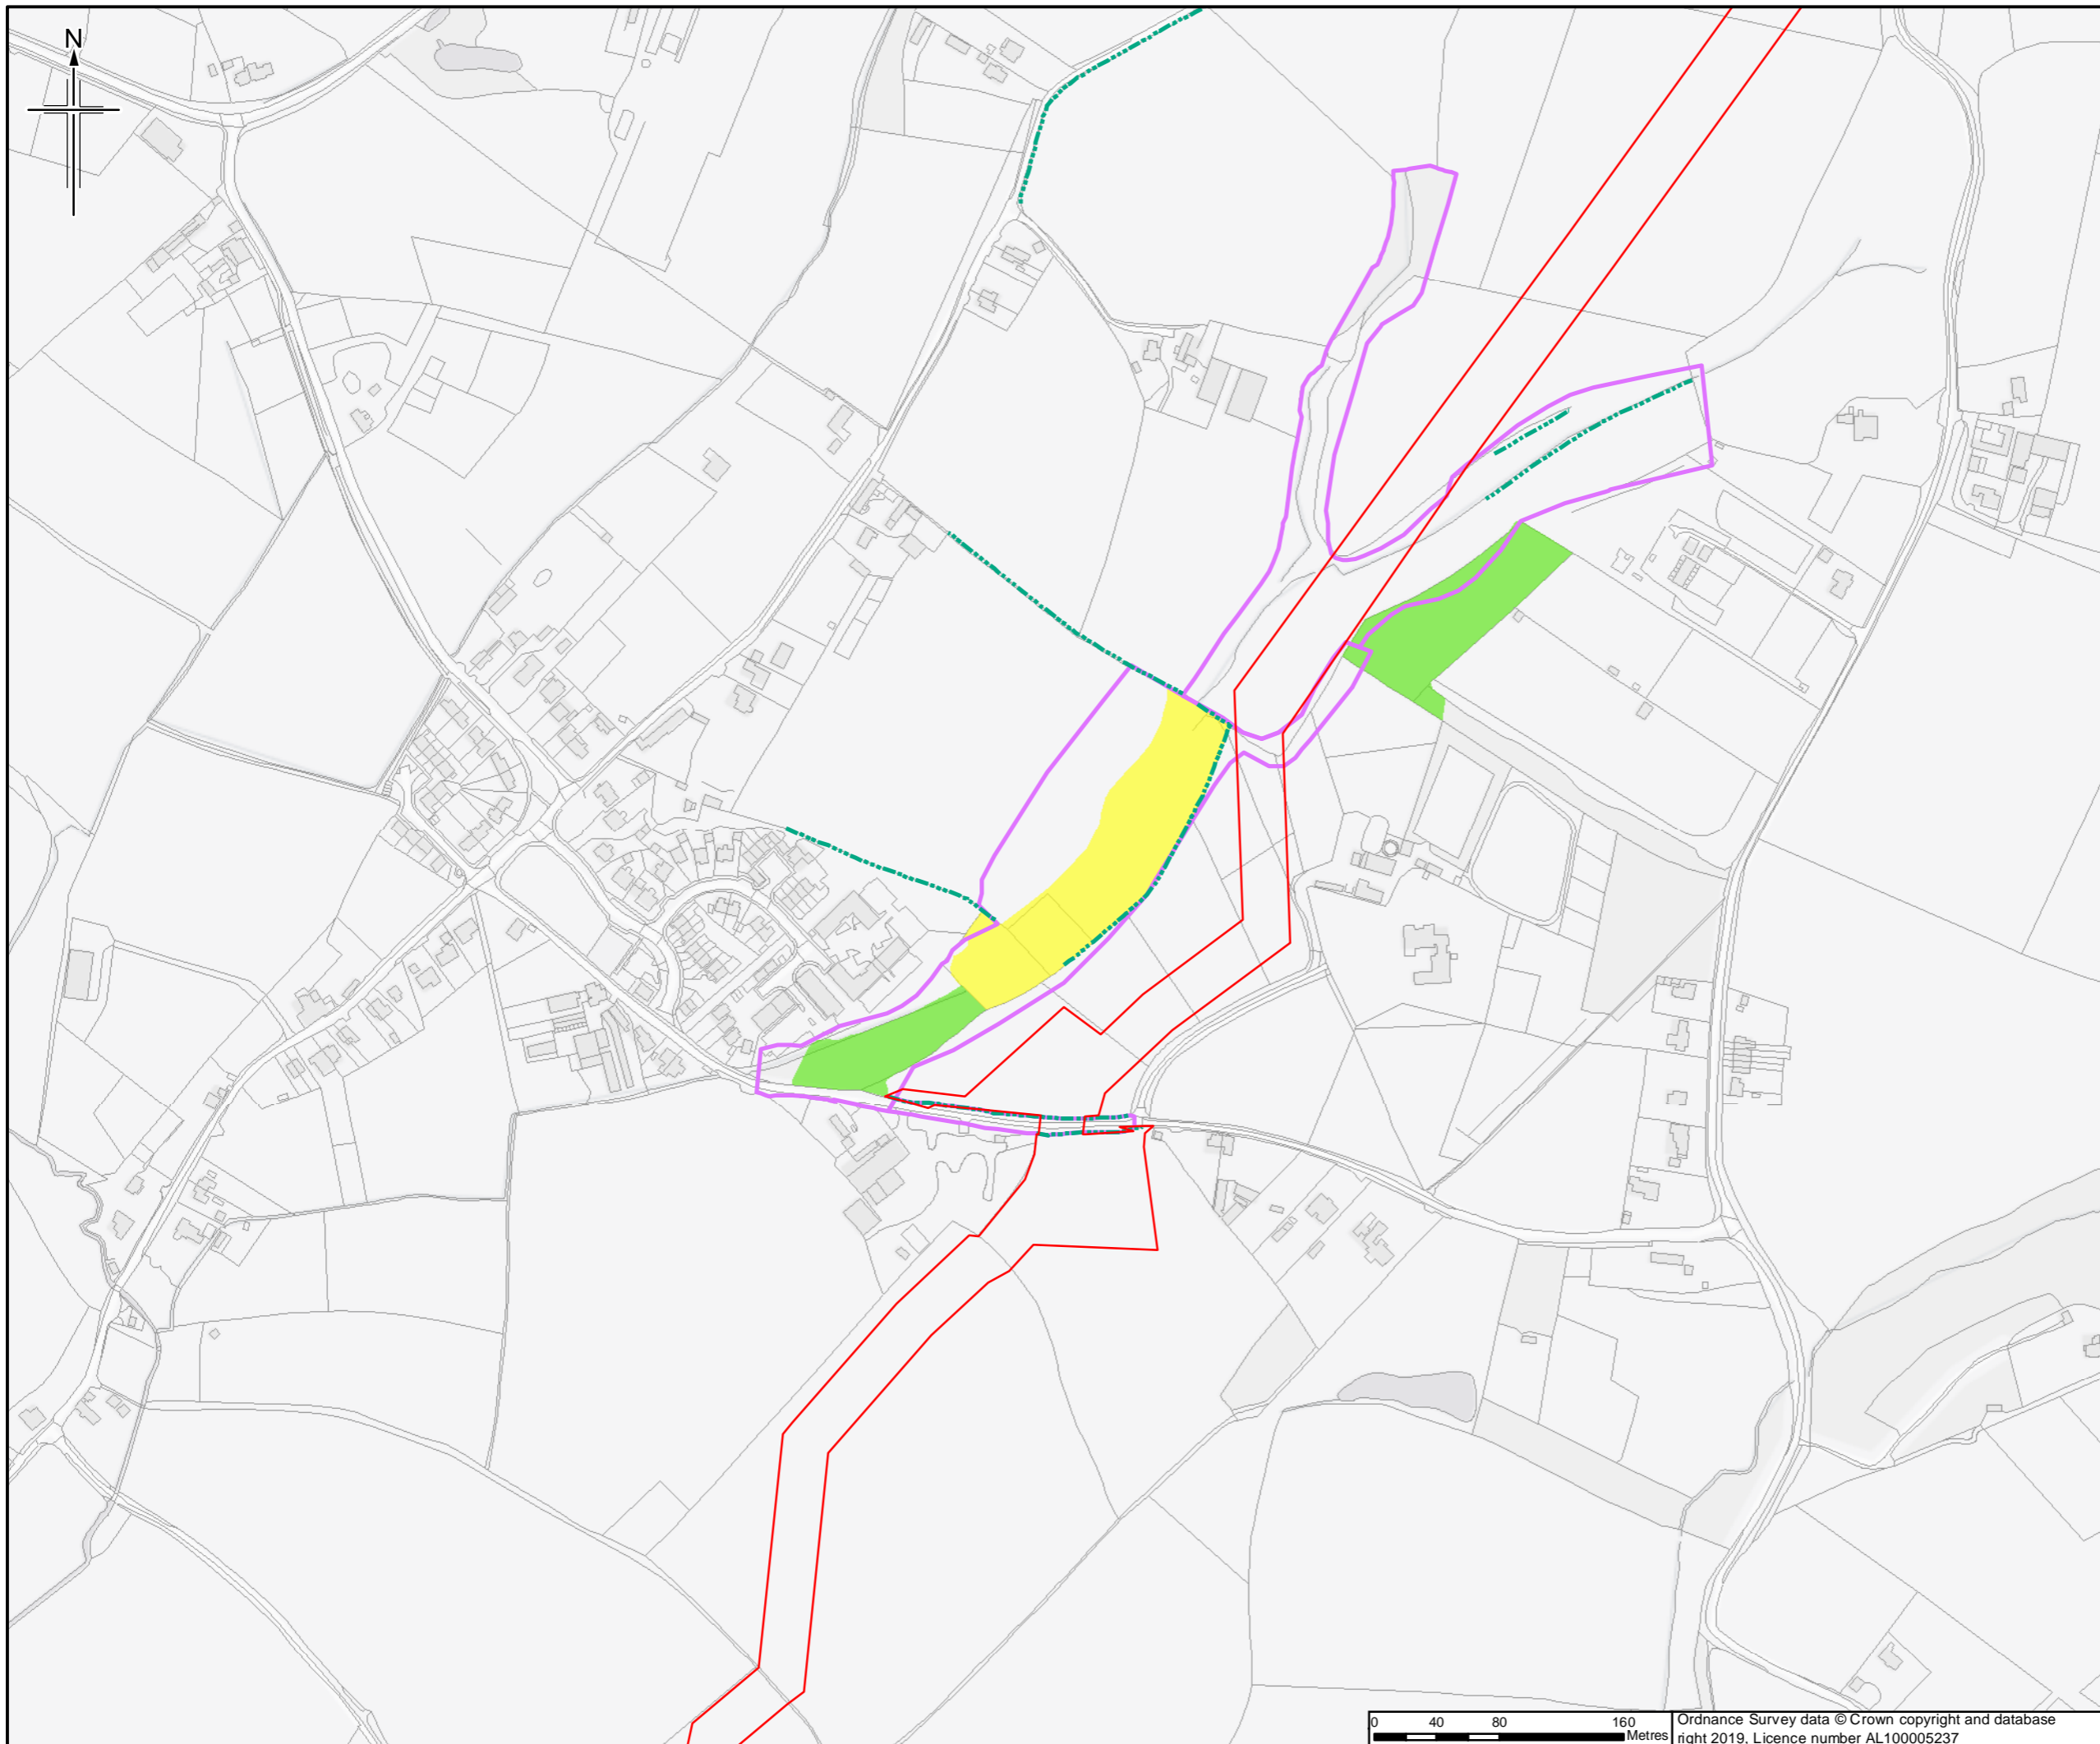 N
0 40 80 160
Metres
Ordnance Survey data © Crown copyright and database
right 2019. Licence number AL100005237